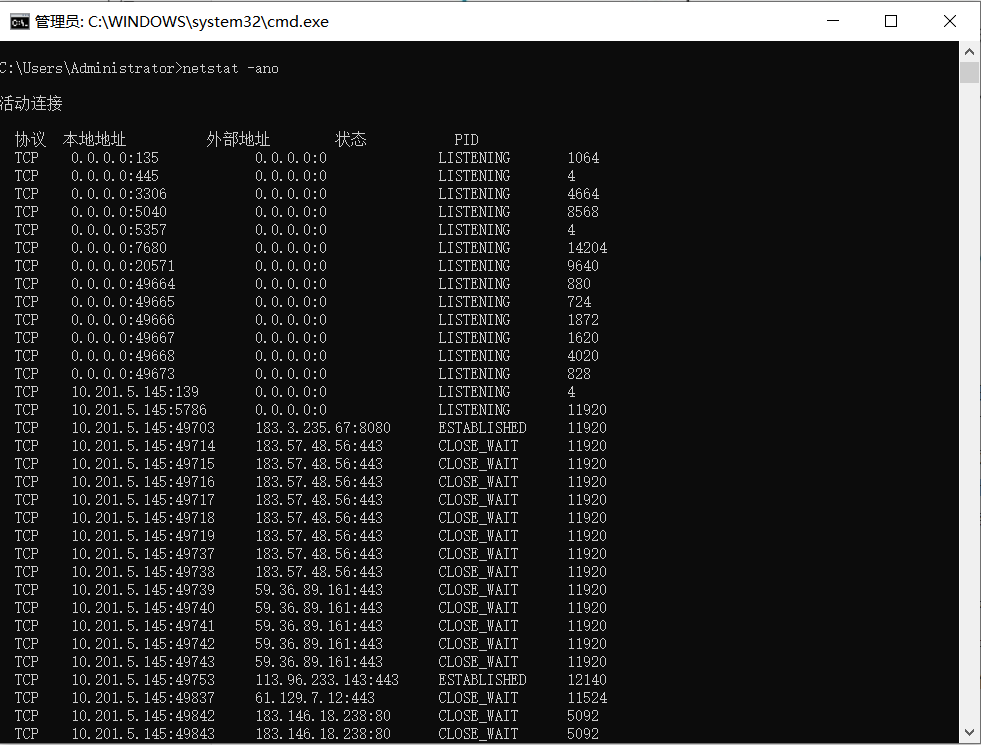 管理员: C:\WINDOWS\system32\cmd.exe
C:\Users\Administrator>netstat -ano
活动连接
协议 本地地址 外部地址 状态 PID
TCP 0.0.0.0:135 0.0.0.0:0 LISTENING 1064
TCP 0.0.0.0:445 0.0.0.0:0 LISTENING 4
TCP 0.0.0.0:3306 0.0.0.0:0 LISTENING 4664
TCP 0.0.0.0:5040 0.0.0.0:0 LISTENING 8568
TCP 0.0.0.0:5357 0.0.0.0:0 LISTENING 4
TCP 0.0.0.0:7680 0.0.0.0:0 LISTENING 14204
TCP 0.0.0.0:20571 0.0.0.0:0 LISTENING 9640
TCP 0.0.0.0:49664 0.0.0.0:0 LISTENING 880
TCP 0.0.0.0:49665 0.0.0.0:0 LISTENING 724
TCP 0.0.0.0:49666 0.0.0.0:0 LISTENING 1872
TCP 0.0.0.0:49667 0.0.0.0:0 LISTENING 1620
TCP 0.0.0.0:49668 0.0.0.0:0 LISTENING 4020
TCP 0.0.0.0:49673 0.0.0.0:0 LISTENING 828
TCP 10.201.5.145:139 0.0.0.0:0 LISTENING 4
TCP 10.201.5.145:5786 0.0.0.0:0 LISTENING 11920
TCP 10.201.5.145:49703 183.3.235.67:8080 ESTABLISHED 11920
TCP 10.201.5.145:49714 183.57.48.56:443 CLOSE_WAIT 11920
TCP 10.201.5.145:49715 183.57.48.56:443 CLOSE_WAIT 11920
TCP 10.201.5.145:49716 183.57.48.56:443 CLOSE_WAIT 11920
TCP 10.201.5.145:49717 183.57.48.56:443 CLOSE_WAIT 11920
TCP 10.201.5.145:49718 183.57.48.56:443 CLOSE_WAIT 11920
TCP 10.201.5.145:49719 183.57.48.56:443 CLOSE_WAIT 11920
TCP 10.201.5.145:49737 183.57.48.56:443 CLOSE_WAIT 11920
TCP 10.201.5.145:49738 183.57.48.56:443 CLOSE_WAIT 11920
TCP 10.201.5.145:49739 59.36.89.161:443 CLOSE_WAIT 11920
TCP 10.201.5.145:49740 59.36.89.161:443 CLOSE_WAIT 11920
TCP 10.201.5.145:49741 59.36.89.161:443 CLOSE_WAIT 11920
TCP 10.201.5.145:49742 59.36.89.161:443 CLOSE_WAIT 11920
TCP 10.201.5.145:49743 59.36.89.161:443 CLOSE_WAIT 11920
TCP 10.201.5.145:49753 113.96.233.143:443 ESTABLISHED 12140
TCP 10.201.5.145:49837 61.129.7.12:443 CLOSE_WAIT 11524
TCP 10.201.5.145:49842 183.146.18.238:80 CLOSE_WAIT 5092
TCP 10.201.5.145:49843 183.146.18.238:80 CLOSE_WAIT 5092